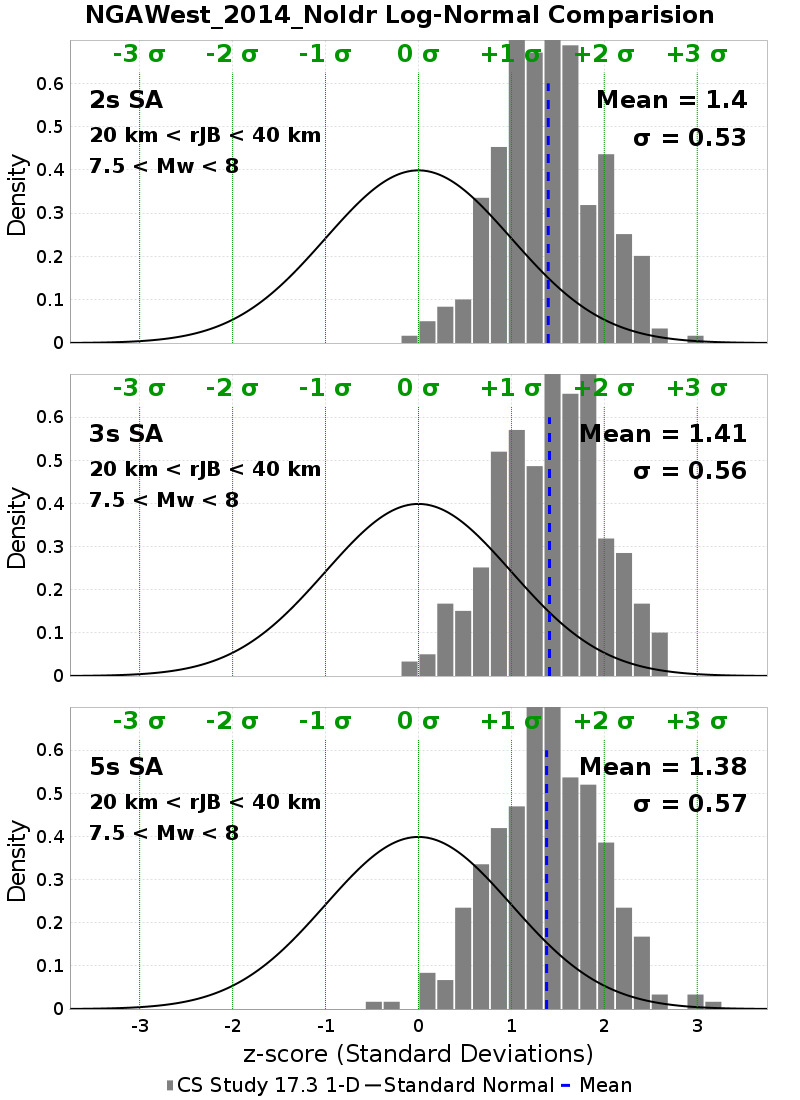 NGAWest_2014_NoIdr Log-Normal Comparision
-3 σ -2 σ -1 σ 0 σ +1 σ +2 σ +3 σ
0.6
0.5
0.4
0.3
0.2
0.1
0
Density
2s SA
20 km < rJB < 40 km
7.5 < Mw < 8
Mean = 1.4
σ = 0.53
-3 σ -2 σ -1 σ 0 σ +1 σ +2 σ +3 σ
0.6
0.5
0.4
0.3
0.2
0.1
0
Density
3s SA
20 km < rJB < 40 km
7.5 < Mw < 8
Mean = 1.41
σ = 0.56
-3 σ -2 σ -1 σ 0 σ +1 σ +2 σ +3 σ
0.6
0.5
0.4
0.3
0.2
0.1
0
Density
5s SA
20 km < rJB < 40 km
7.5 < Mw < 8
Mean = 1.38
σ = 0.57
-3 -2 -1 0 1 2 3
z-score (Standard Deviations)
CS Study 17.3 1-D Standard Normal Mean